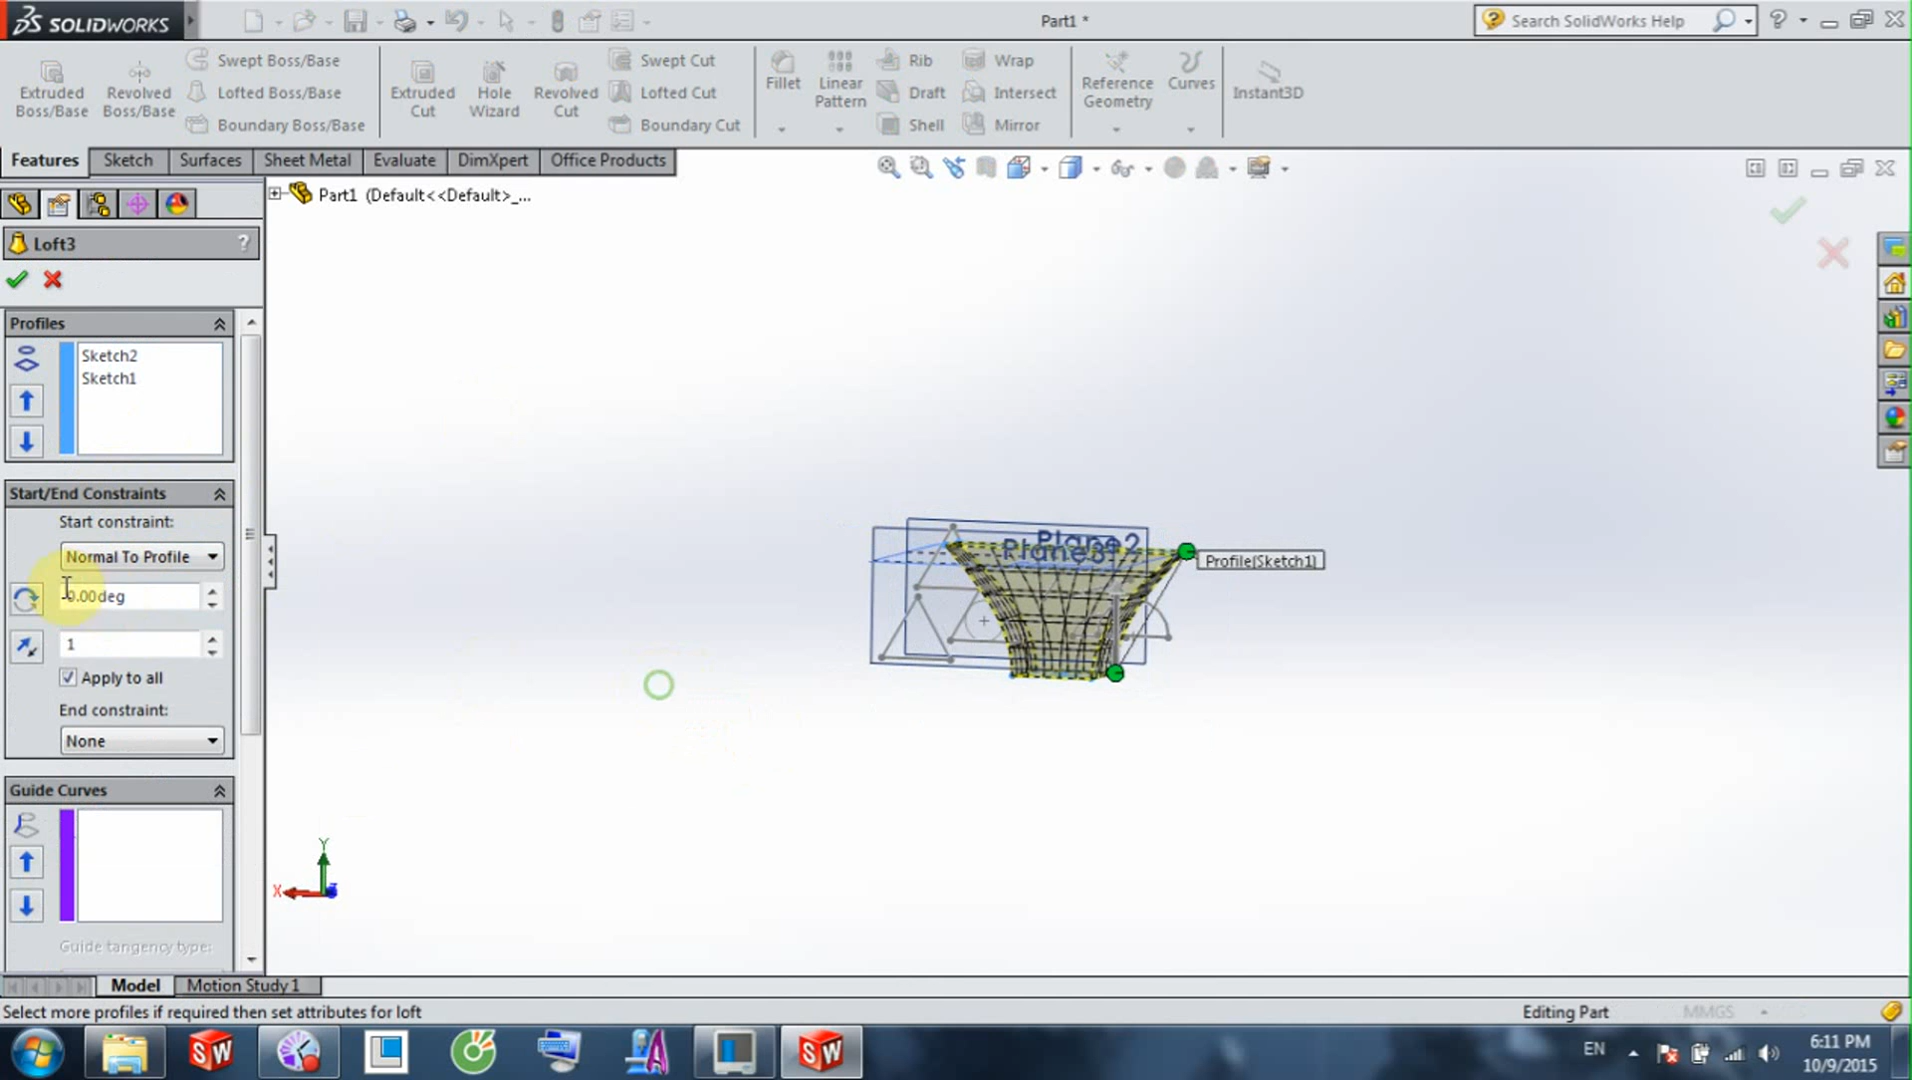 SOLIDWORKS
Part1 *
Search SolidWorks Help
Extruded Boss/Base
Revolved Boss/Base
Swept Boss/Base
Lofted Boss/Base
Boundary Boss/Base
Extruded Cut
Hole Wizard
Revolved Cut
Swept Cut
Lofted Cut
Boundary Cut
Fillet
Linear Pattern
Rib
Draft
Shell
Wrap
Intersect
Mirror
Reference Geometry
Curves
Instant3D
Features
Sketch
Surfaces
Sheet Metal
Evaluate
DimXpert
Office Products
Part1 (Default<<Default>_...
Loft3
?
Profiles
Sketch2
Sketch1
Start/End Constraints
Start constraint:
Normal To Profile
0.00deg
1
Apply to all
End constraint:
None
Guide Curves
Guide tangency type:
Plane2
Plane3
Profile(Sketch1)
Y
X
Model
Motion Study 1
Select more profiles if required then set attributes for loft
Editing Part
MMGS
EN
6:11 PM
10/9/2015